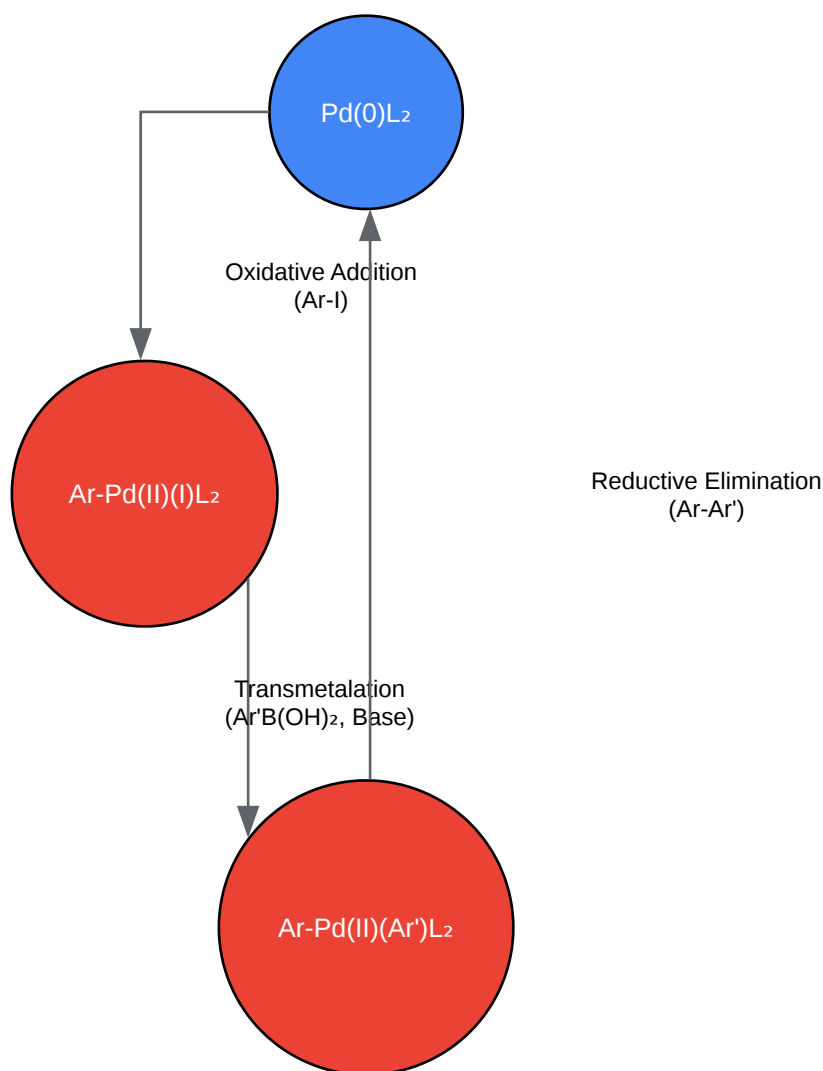 Pd(0)L₂
Oxidative Addition
(Ar-I)
Ar-Pd(II)(I)L₂
Reductive Elimination
(Ar-Ar')
Transmetalation
(Ar'B(OH)₂, Base)
Ar-Pd(II)(Ar')L₂